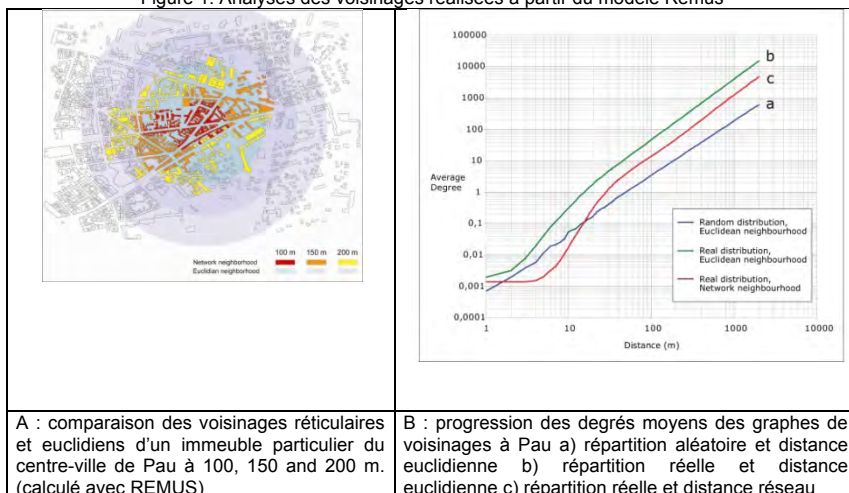 Figure 1: Analyses des voisinages réalisées à partir du modèle Remus
100 m 150 m 200 m
Network neighborhood
Euclidian neighborhood
100000
10000
1000
100
10
1
0,1
0,01
0,001
0,0001
Average
Degree
b
c
a
Random distribution,
Euclidean neighbourhood
Real distribution,
Euclidean neighbourhood
Real distribution,
Network neighbourhood
1 10 100 1000 10000
Distance (m)
A : comparaison des voisinages réticulaires
et euclidiens d'un immeuble particulier du
centre-ville de Pau à 100, 150 and 200 m.
(calculé avec REMUS)
B : progression des degrés moyens des graphes de
voisinages à Pau a) répartition aléatoire et distance
euclidienne b) répartition réelle et distance
euclidienne c) répartition réelle et distance réseau